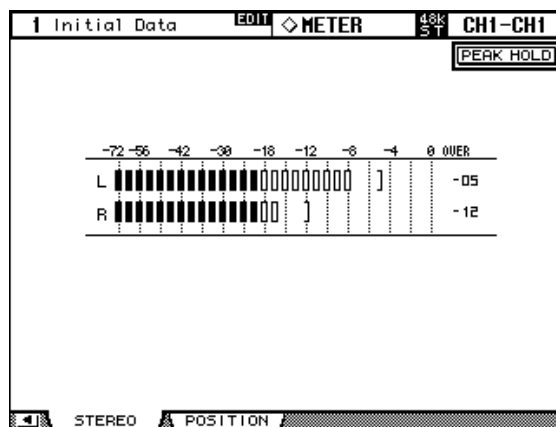 1 Initial Data EDIT ◇METER 48k ST CH1-CH1
PEAK HOLD
-72 -56 -42 -30 -18 -12 -8 -4 0 OVER
L -05
R -12
STEREO POSITION